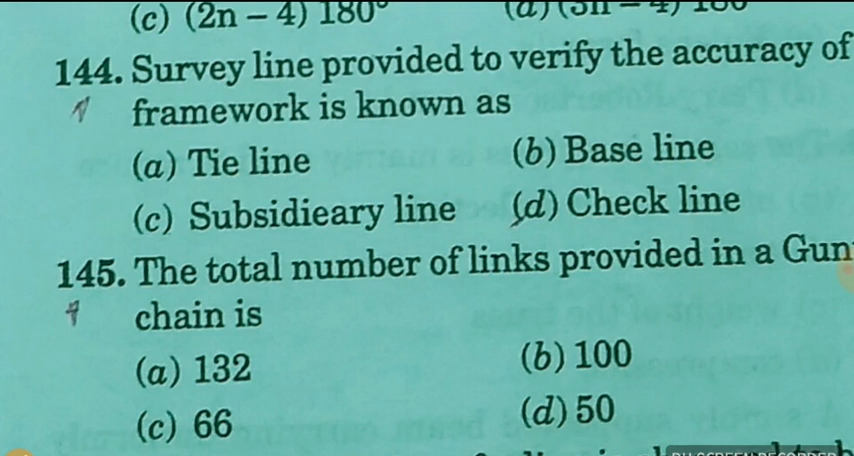 (c) (2n – 4) 180°
144. Survey line provided to verify the accuracy of
framework is known as
(a) Tie line (b) Base line
(c) Subsidieary line (d) Check line
145. The total number of links provided in a Gun
chain is
(a) 132 (b) 100
(c) 66 (d) 50